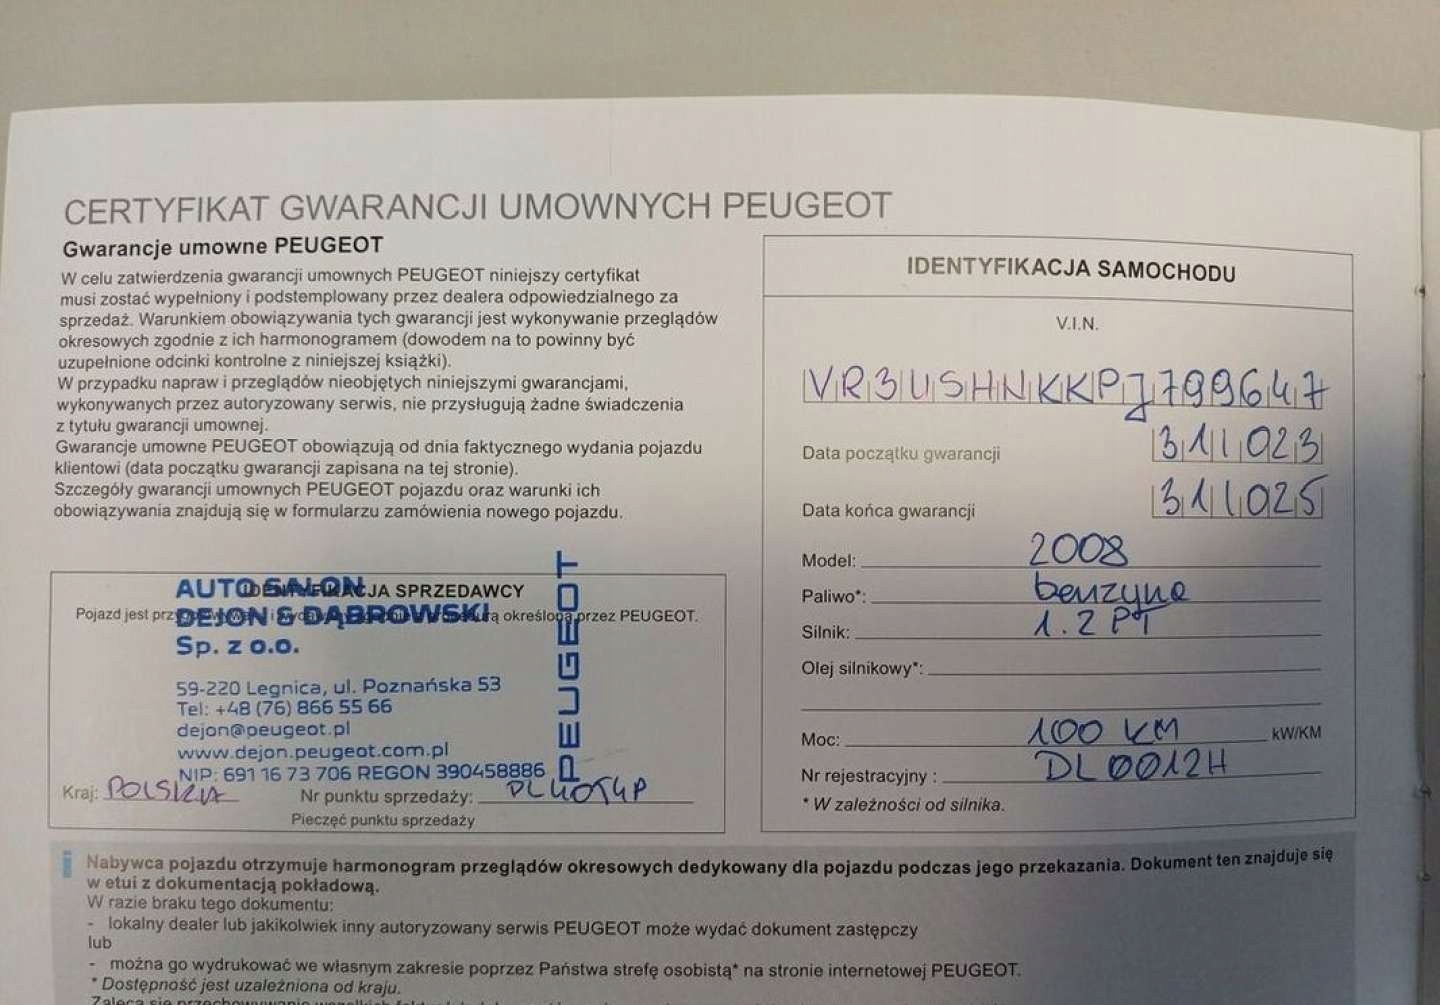 CERTYFIKAT GWARANCJI UMOWNYCH PEUGEOT
Gwarancje umowne PEUGEOT
W celu zatwierdzenia gwarancji umownych PEUGEOT niniejszy certyfikat
musi zostać wypełniony i podstemplowany przez dealera odpowiedzialnego za
sprzedaż. Warunkiem obowiązywania tych gwarancji jest wykonywanie przeglądów
okresowych zgodnie z ich harmonogramem (dowodem na to powinny być
uzupełnione odcinki kontrolne z niniejszej książki).
W przypadku napraw i przeglądów nieobjętych niniejszymi gwarancjami,
wykonywanych przez autoryzowany serwis, nie przysługują żadne świadczenia
z tytułu gwarancji umownej.
Gwarancje umowne PEUGEOT obowiązują od dnia faktycznego wydania pojazdu
klientowi (data początku gwarancji zapisana na tej stronie).
Szczegóły gwarancji umownych PEUGEOT pojazdu oraz warunki ich
obowiązywania znajdują się w formularzu zamówienia nowego pojazdu.
IDENTYFIKACJA SPRZEDAWCY
Pojazd jest określoną przez PEUGEOT.
AUTO SALON
DEJON & DĄBROWSKI
Sp. z o.o.
59-220 Legnica, ul. Poznańska 53
Tel: +48 (76) 866 55 66
dejon@peugeot.pl
www.dejon.peugeot.com.pl
NIP: 691 16 73 706 REGON 390458886
PEUGEOT
Kraj: POLSKA Nr punktu sprzedaży:
Pieczęć punktu sprzedaży
IDENTYFIKACJA SAMOCHODU
V.I.N.
VR3USHNKKPJ799647
Data początku gwarancji 311023
Data końca gwarancji 311025
Model: 2008
Paliwo*: benzyna
Silnik: 1.2 PT
Olej silnikowy*:
Moc: 100 KM kW/KM
Nr rejestracyjny : DL0012H
* W zależności od silnika.
Nabywca pojazdu otrzymuje harmonogram przeglądów okresowych dedykowany dla pojazdu podczas jego przekazania. Dokument ten znajduje się
w etui z dokumentacją pokładową.
W razie braku tego dokumentu:
- lokalny dealer lub jakikolwiek inny autoryzowany serwis PEUGEOT może wydać dokument zastępczy
lub
- można go wydrukować we własnym zakresie poprzez Państwa strefę osobistą* na stronie internetowej PEUGEOT.
* Dostępność jest uzależniona od kraju.